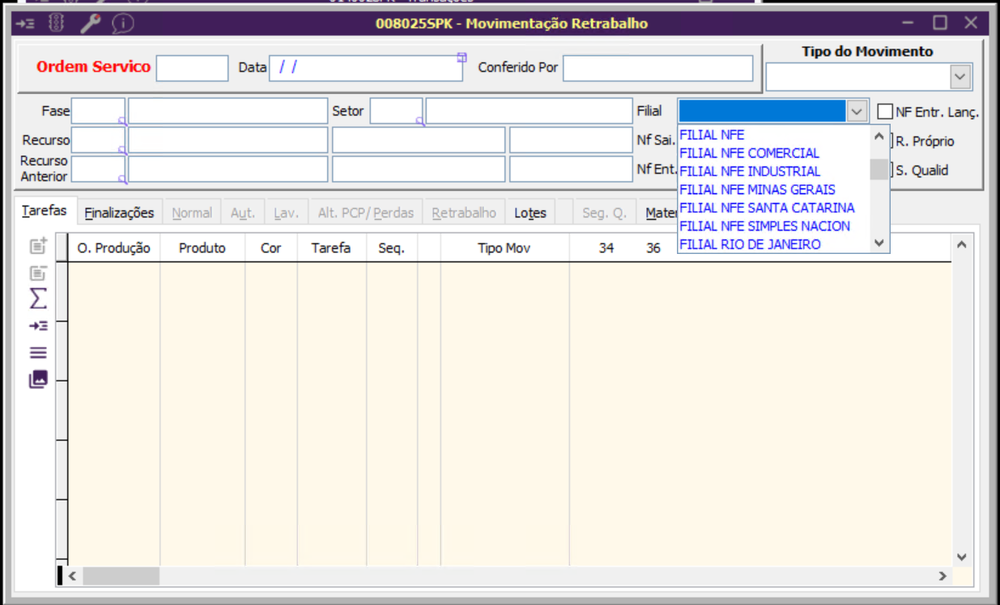 008025SPK - Movimentação Retrabalho
Ordem Servico
Data / /
Conferido Por
Tipo do Movimento
Fase
Setor
Filial
NF Entr. Lanç.
Recurso
Nf Sai.
R. Próprio
Recurso
Anterior
Nf Ent.
S. Qualid
FILIAL NFE
FILIAL NFE COMERCIAL
FILIAL NFE INDUSTRIAL
FILIAL NFE MINAS GERAIS
FILIAL NFE SANTA CATARINA
FILIAL NFE SIMPLES NACION
FILIAL RIO DE JANEIRO
Tarefas Finalizações Normal Aut. Lav. Alt. PCP/ Perdas Retrabalho Lotes Seg. Q. Mater
O. Produção Produto Cor Tarefa Seq. Tipo Mov 34 36